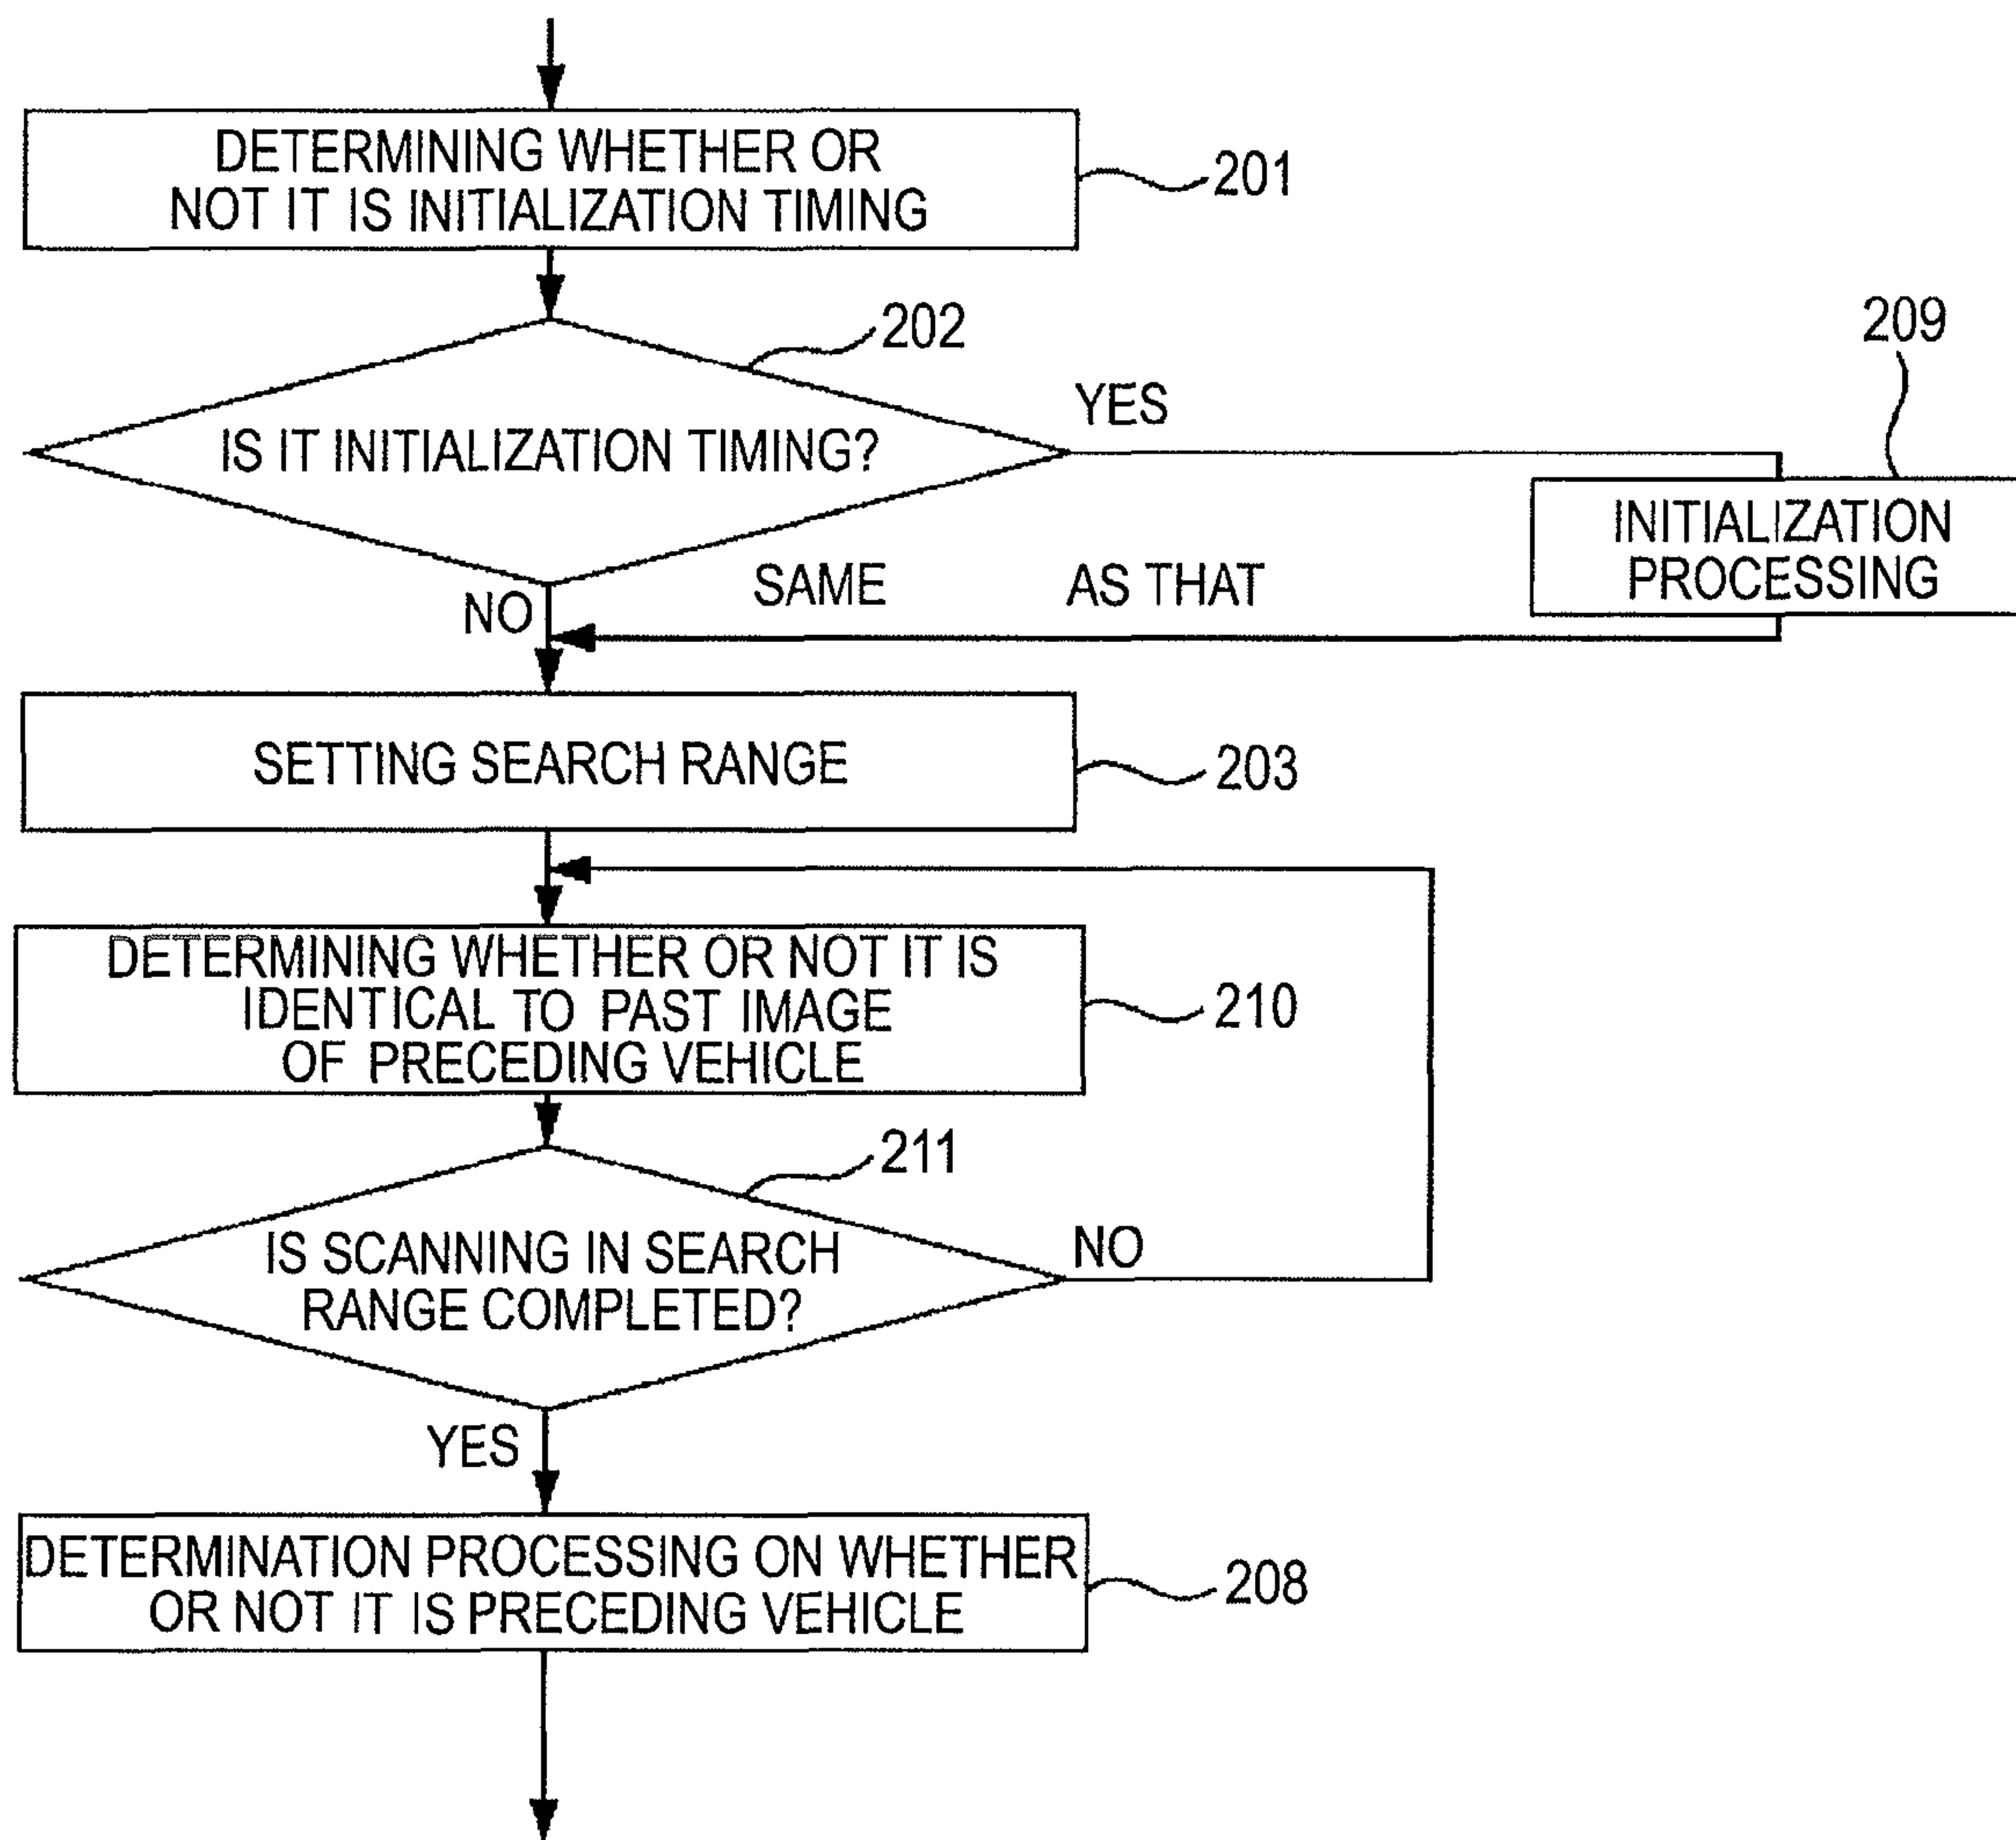 DETERMINING WHETHER OR
NOT IT IS INITIALIZATION TIMING
201
202
209
IS IT INITIALIZATION TIMING?
YES
INITIALIZATION
PROCESSING
NO
SAME AS THAT
SETTING SEARCH RANGE
203
DETERMINING WHETHER OR NOT IT IS
IDENTICAL TO PAST IMAGE
OF PRECEDING VEHICLE
210
211
IS SCANNING IN SEARCH
RANGE COMPLETED?
NO
YES
DETERMINATION PROCESSING ON WHETHER
OR NOT IT IS PRECEDING VEHICLE
208